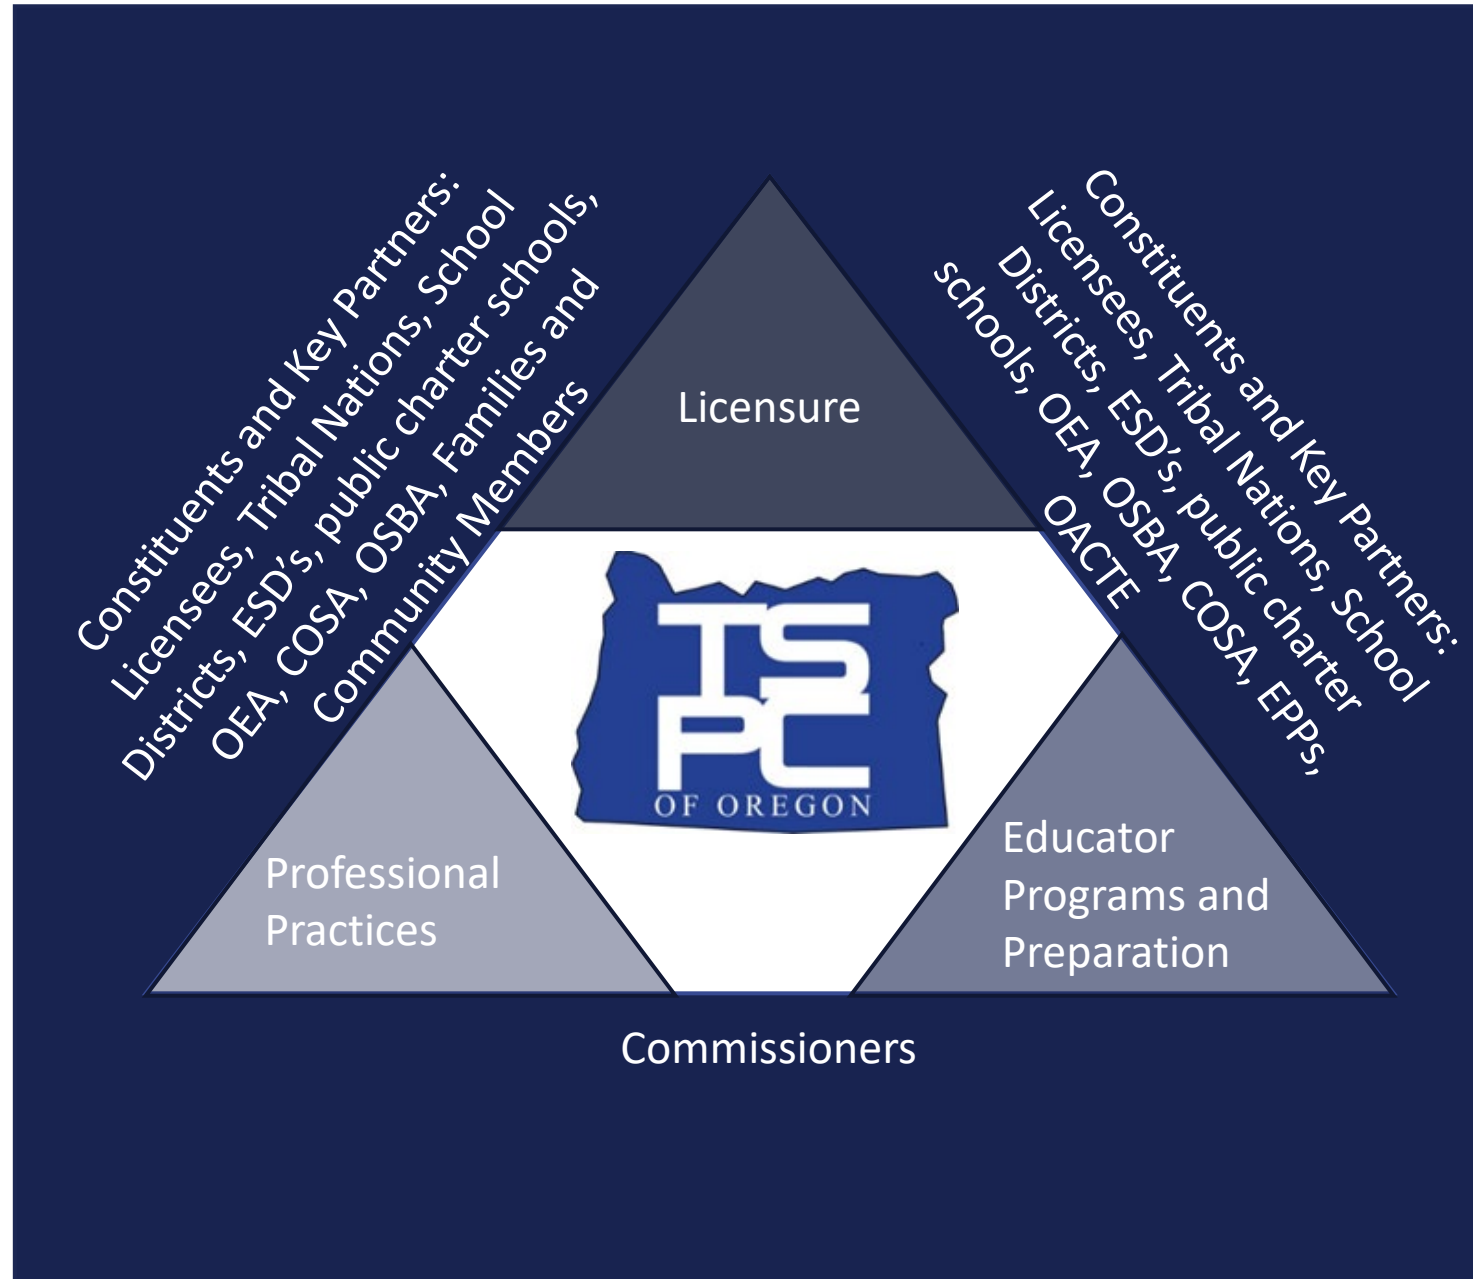 Constituents and Key Partners:
Licensees, Tribal Nations, School
Districts, ESD's, public charter schools,
OEA, COSA, OSBA, Families and
Community Members
Constituents and Key Partners:
Licensees, Tribal Nations, School
Districts, ESD's, public charter
schools, OEA, OSBA, COSA, EPPs,
OACTE
Licensure
TS
PC
OF OREGON
Professional
Practices
Educator
Programs and
Preparation
Commissioners